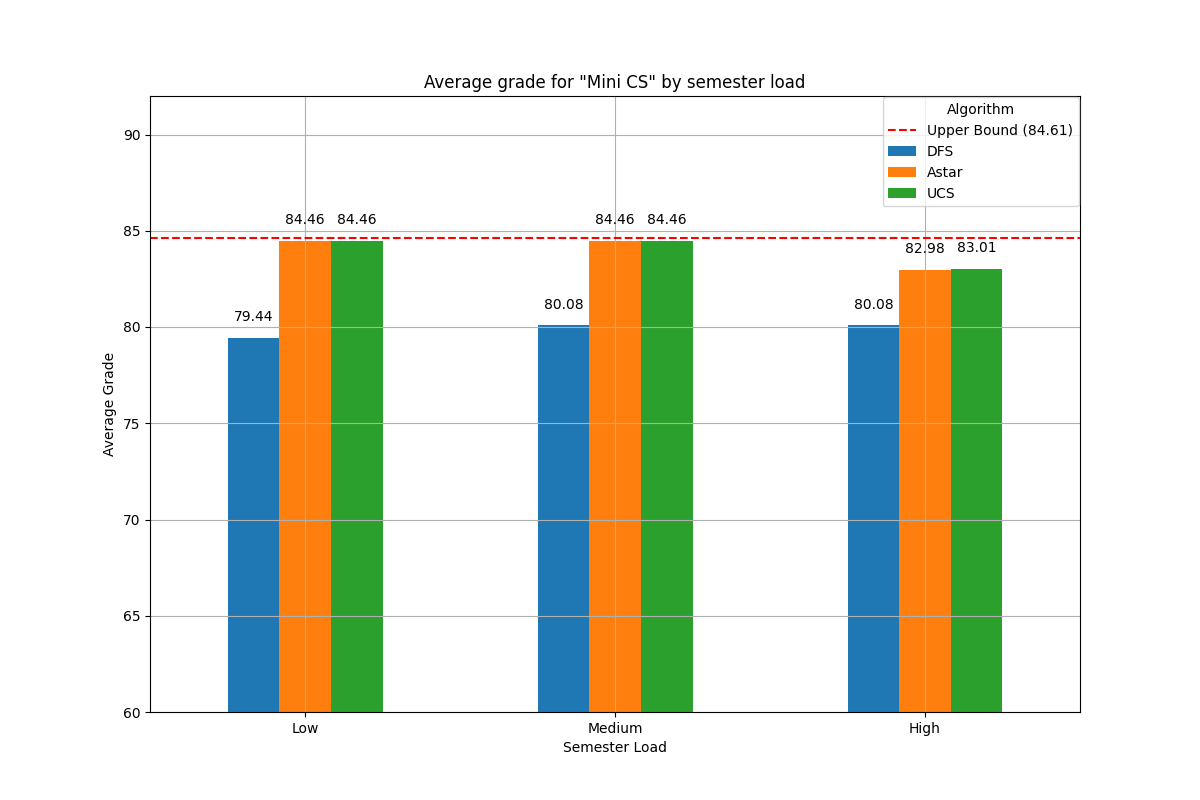 Average grade for "Mini CS" by semester load
Algorithm
Upper Bound (84.61)
DFS
Astar
UCS
90
85
80
75
70
65
60
Average Grade
79.44
84.46
84.46
80.08
84.46
84.46
80.08
82.98
83.01
Low
Medium
High
Semester Load